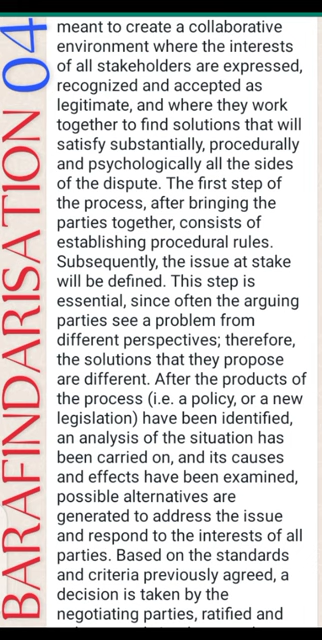 BARAFINDARISATION 04
meant to create a collaborative
environment where the interests
of all stakeholders are expressed,
recognized and accepted as
legitimate, and where they work
together to find solutions that will
satisfy substantially, procedurally
and psychologically all the sides
of the dispute. The first step of
the process, after bringing the
parties together, consists of
establishing procedural rules.
Subsequently, the issue at stake
will be defined. This step is
essential, since often the arguing
parties see a problem from
different perspectives; therefore,
the solutions that they propose
are different. After the products of
the process (i.e. a policy, or a new
legislation) have been identified,
an analysis of the situation has
been carried on, and its causes
and effects have been examined,
possible alternatives are
generated to address the issue
and respond to the interests of all
parties. Based on the standards
and criteria previously agreed, a
decision is taken by the
negotiating parties, ratified and